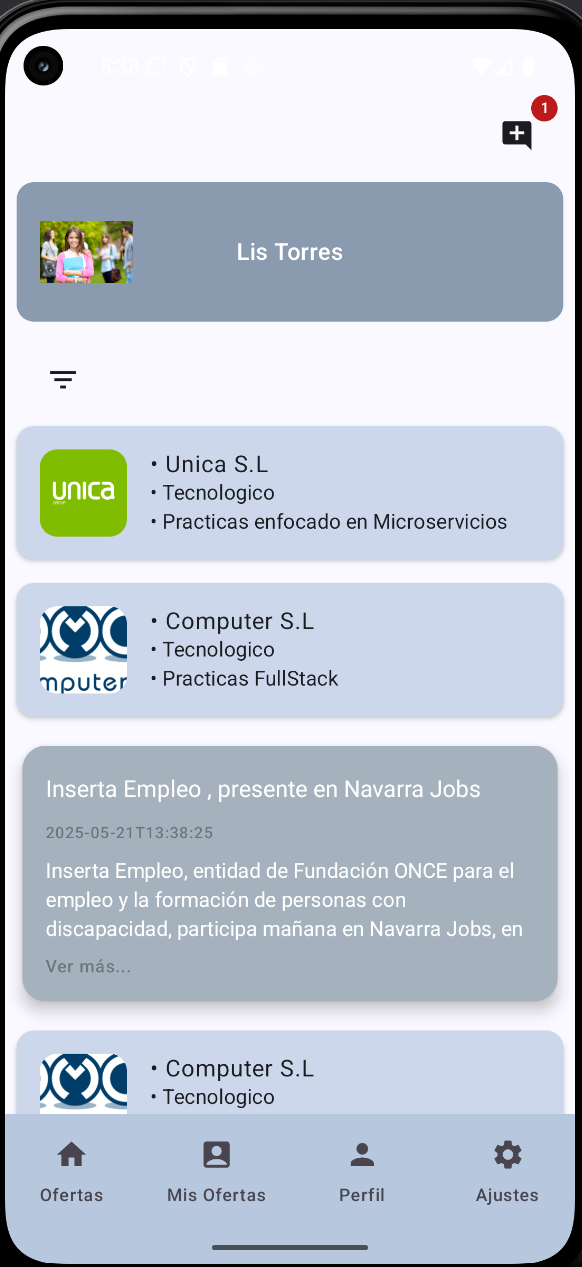 5:38
1
Lis Torres
unica
• Unica S.L
• Tecnologico
• Practicas enfocado en Microservicios
mputer
• Computer S.L
• Tecnologico
• Practicas FullStack
Inserta Empleo , presente en Navarra Jobs
2025-05-21T13:38:25
Inserta Empleo, entidad de Fundación ONCE para el
empleo y la formación de personas con
discapacidad, participa mañana en Navarra Jobs, en
Ver más...
• Computer S.L
• Tecnologico
Ofertas
Mis Ofertas
Perfil
Ajustes